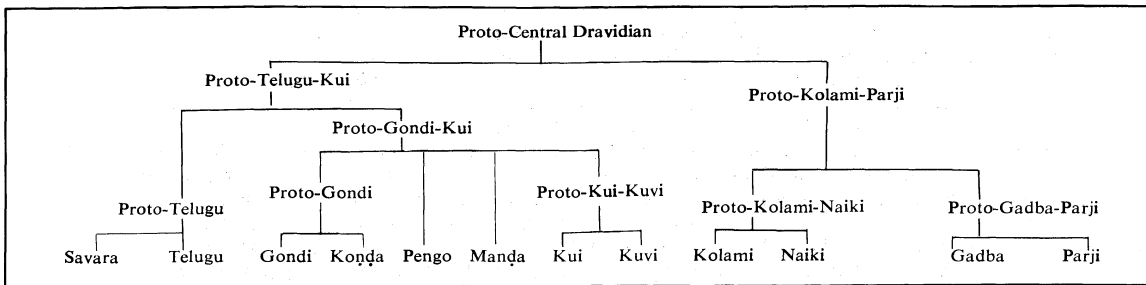 Proto-Central Dravidian
Proto-Telugu-Kui
Proto-Kolami-Parji
Proto-Gondi-Kui
Proto-Gondi
Proto-Kui-Kuvi
Proto-Telugu
Proto-Kolami-Naiki
Proto-Gadba-Parji
Savara Telugu Gondi Koṇḍa Pengo Manḍa Kui Kuvi Kolami Naiki Gadba Parji